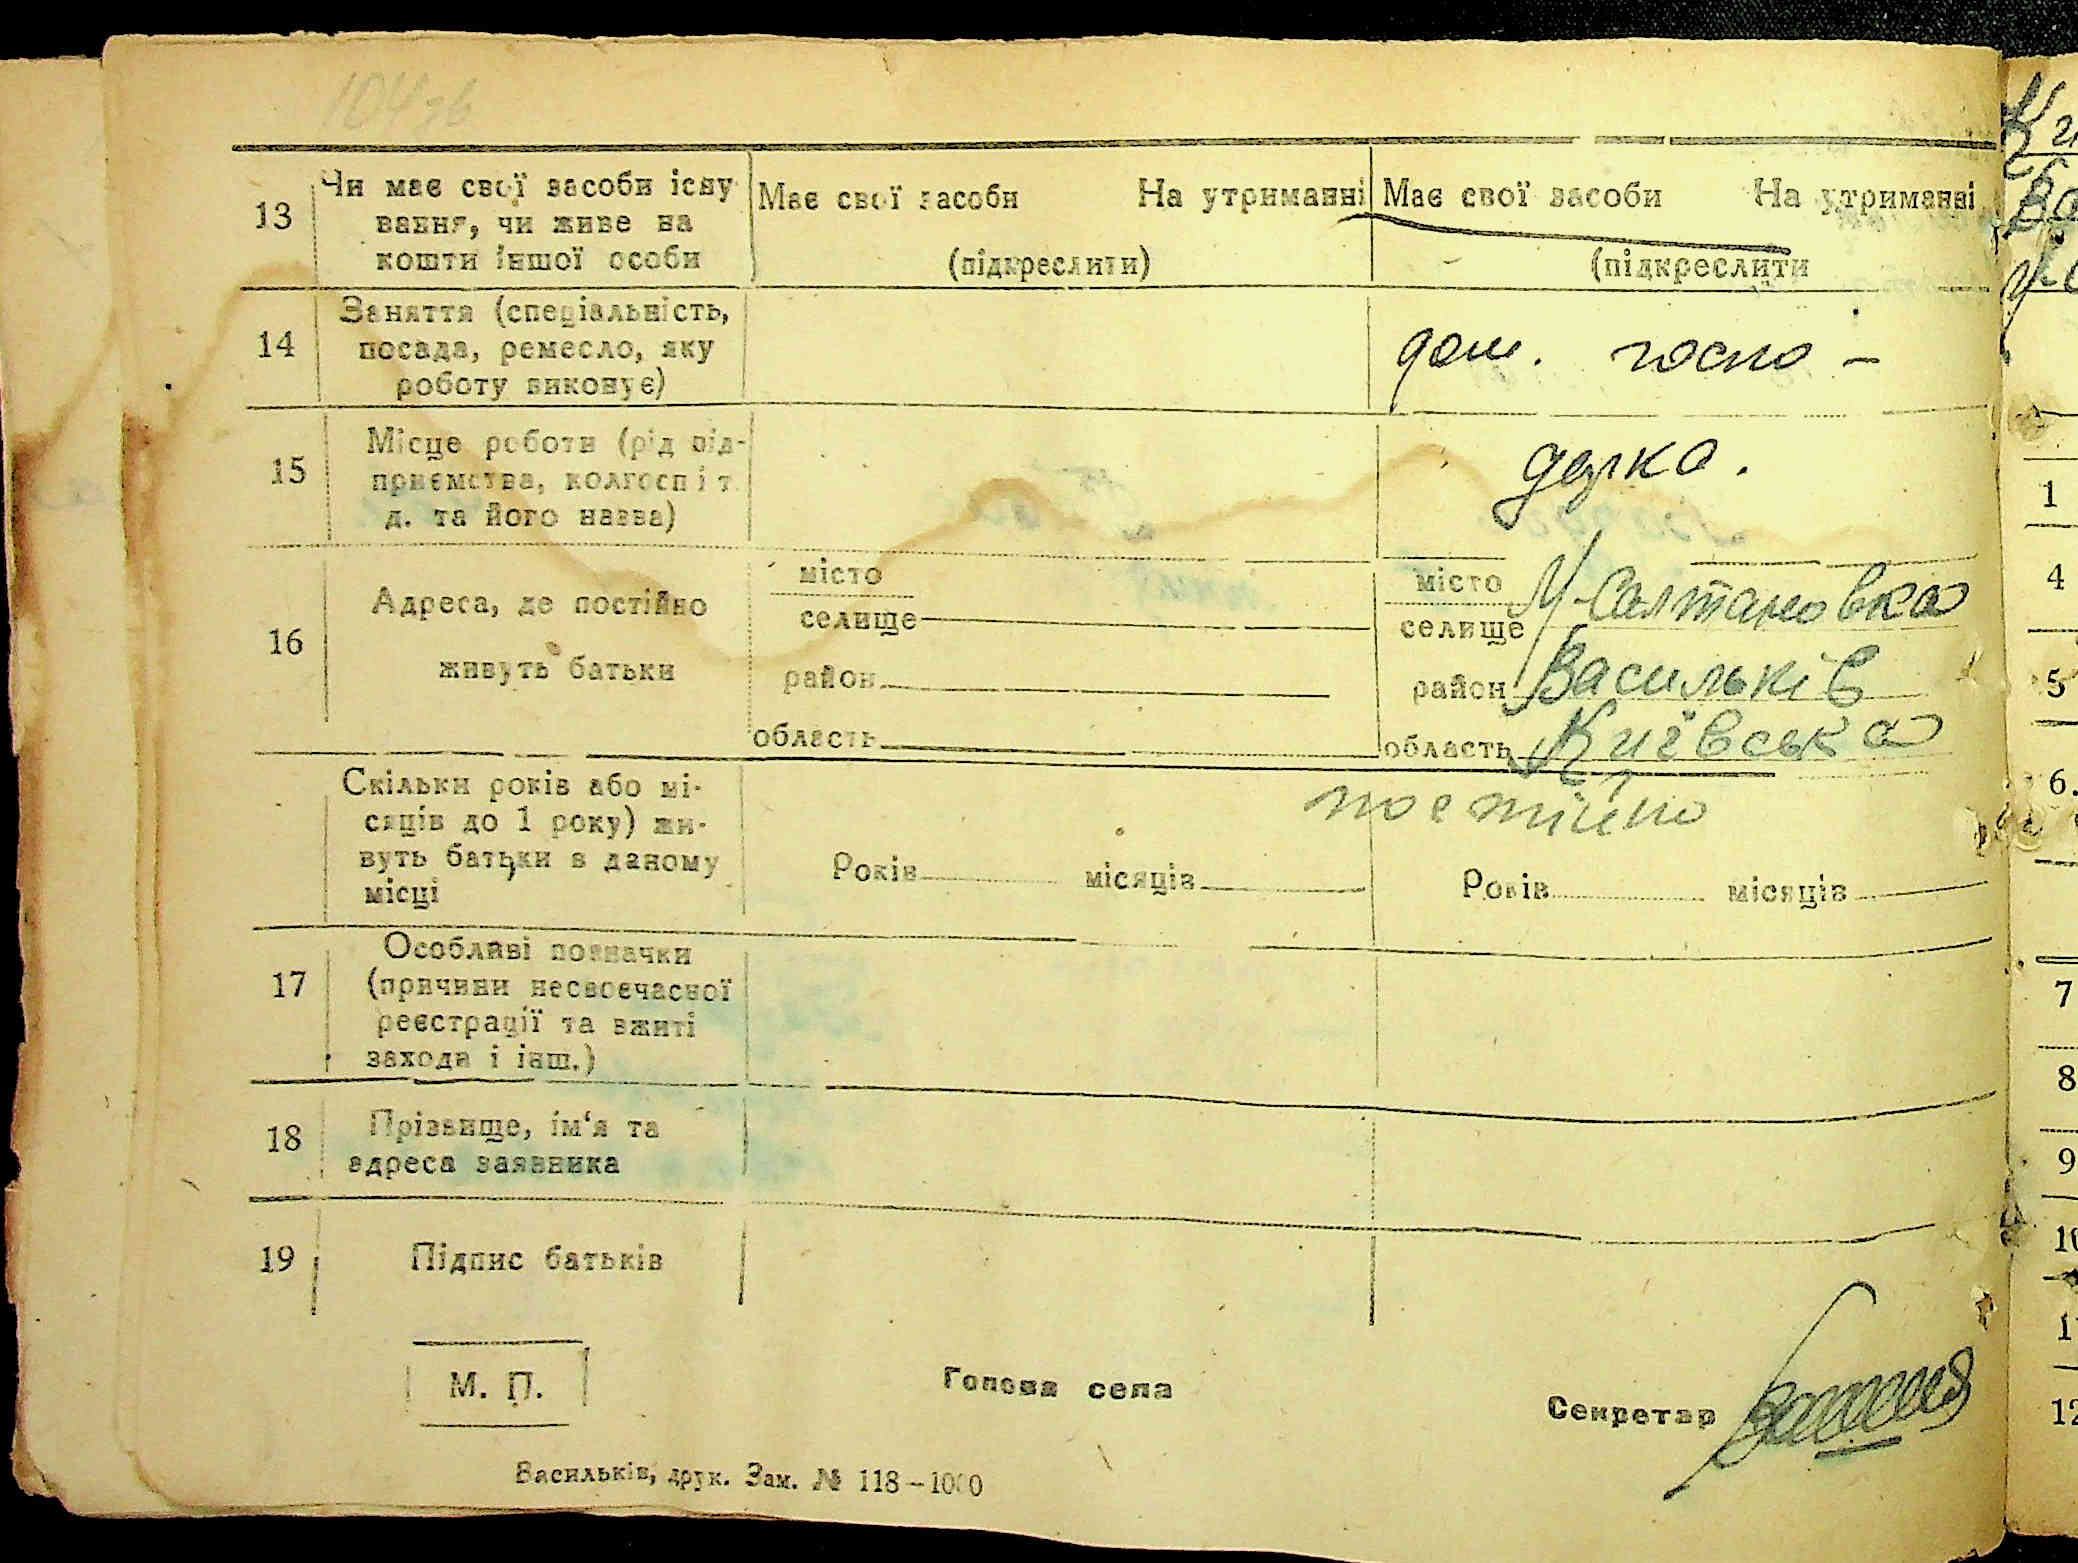 104зв
13
Чи має свої засоби існу
вання, чи живе на
кошти іншої особи
Має свої засоби На утриманні
(підкреслити)
Має свої засоби На утриманні
(підкреслити
14
Заняття (спеціальність,
посада, ремесло, яку
роботу виконує)
дом. госпо-
15
Місце роботи (рід під-
приємства, колгосп і т.
д. та його назва)
дарка.
16
Адреса, де постійно
живуть батьки
місто
селище
район
область
місто
селище М-Салтановка
район Васильків
область Київська
Скільки років або мі-
сяців до 1 року) жи-
вуть батьки в даному
місці
Років місяців
постійно
Років місяців
17
Особливі позначки
(причини несвоєчасної
реєстрації та вжиті
заходи і інш.)
18
Прізвище, ім‘я та
адреса заявника
19
Підпис батьків
М. П.
Голова села
Секретар
Васильків, друк. Зам. № 118–1000
1
4
5
6.
7
8
9
10
11
12